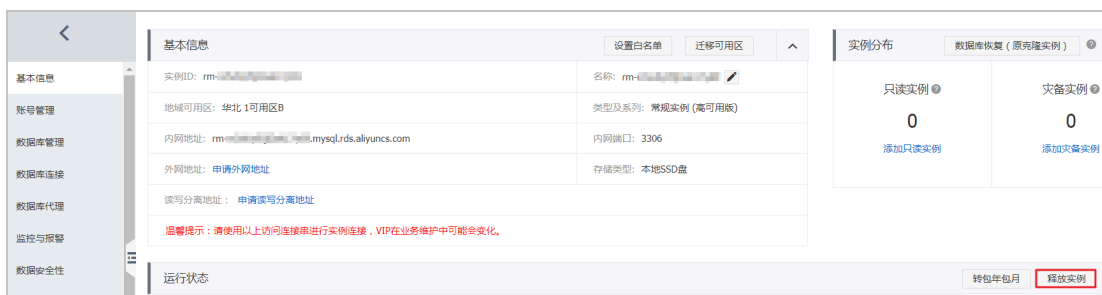 基本信息
账号管理
数据库管理
数据库连接
数据库代理
监控与报警
数据安全性
基本信息 设置白名单 迁移可用区
实例ID: rm- 名称: rm-
地域可用区: 华北 1可用区B 类型及系列: 常规实例 (高可用版)
内网地址: rm- .mysql.rds.aliyuncs.com 内网端口: 3306
外网地址: 申请外网地址 存储类型: 本地SSD盘
读写分离地址： 申请读写分离地址
温馨提示：请使用以上访问连接串进行实例连接，VIP在业务维护中可能会变化。
运行状态 转包年包月 释放实例
实例分布 数据库恢复（原克隆实例）
只读实例 灾备实例
0 0
添加只读实例 添加灾备实例